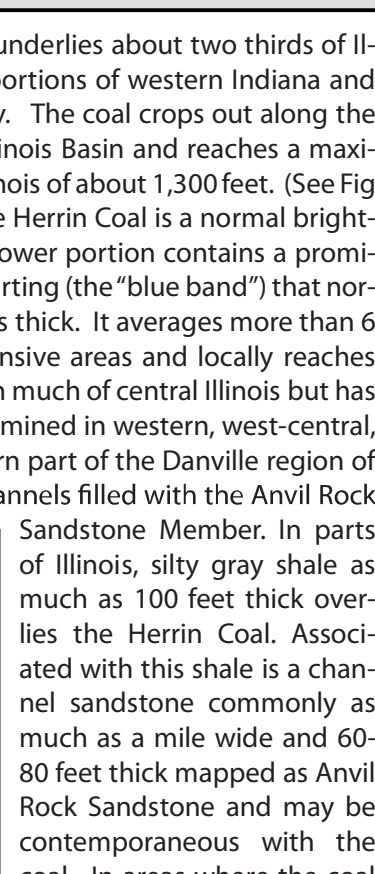 underlies about two thirds of Il-
portions of western Indiana and
y. The coal crops out along the
inois Basin and reaches a maxi-
nois of about 1,300 feet. (See Fig
e Herrin Coal is a normal bright-
ower portion contains a promi-
arting (the “blue band”) that nor-
s thick. It averages more than 6
ensive areas and locally reaches
n much of central Illinois but has
mined in western, west-central,
rn part of the Danville region of
annels filled with the Anvil Rock
Sandstone Member. In parts
of Illinois, silty gray shale as
much as 100 feet thick over-
lies the Herrin Coal. Associ-
ated with this shale is a chan-
nel sandstone commonly as
much as a mile wide and 60-
80 feet thick mapped as Anvil
Rock Sandstone and may be
contemporaneous with the
coal. In areas where the coal